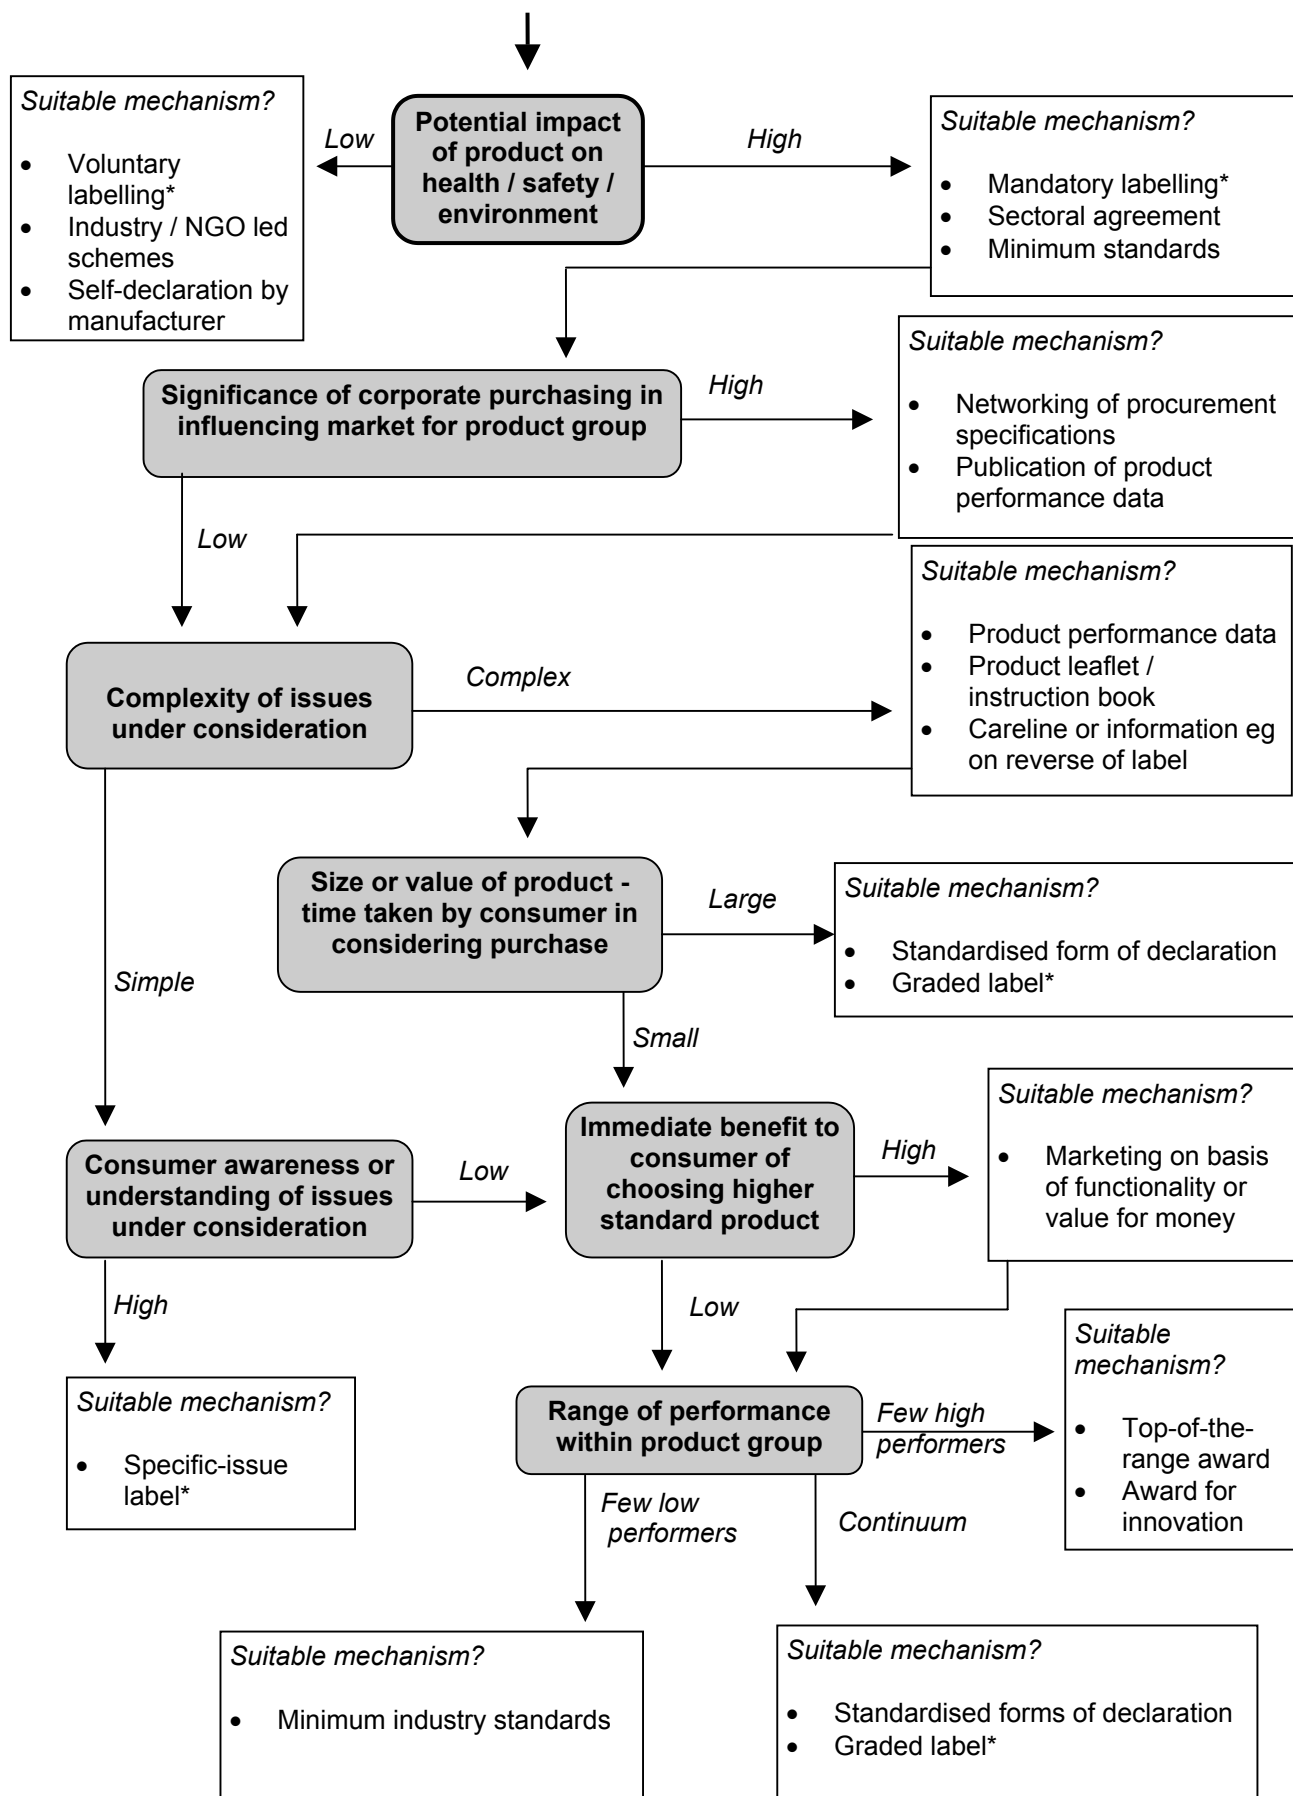 Suitable mechanism?
• Voluntary
labelling*
• Industry / NGO led
schemes
• Self-declaration by
manufacturer
Low
Potential impact
of product on
health / safety /
environment
High
Suitable mechanism?
• Mandatory labelling*
• Sectoral agreement
• Minimum standards
Significance of corporate purchasing in
influencing market for product group
High
Suitable mechanism?
• Networking of procurement
specifications
• Publication of product
performance data
Low
Complexity of issues
under consideration
Complex
Suitable mechanism?
• Product performance data
• Product leaflet /
instruction book
• Careline or information eg
on reverse of label
Size or value of product -
time taken by consumer in
considering purchase
Large
Suitable mechanism?
• Standardised form of declaration
• Graded label*
Simple
Small
Consumer awareness or
understanding of issues
under consideration
Low
Immediate benefit to
consumer of
choosing higher
standard product
High
Suitable mechanism?
• Marketing on basis
of functionality or
value for money
High
Low
Suitable mechanism?
• Specific-issue
label*
Range of performance
within product group
Few high
performers
Suitable
mechanism?
• Top-of-the-
range award
• Award for
innovation
Few low
performers
Continuum
Suitable mechanism?
• Minimum industry standards
Suitable mechanism?
• Standardised forms of declaration
• Graded label*